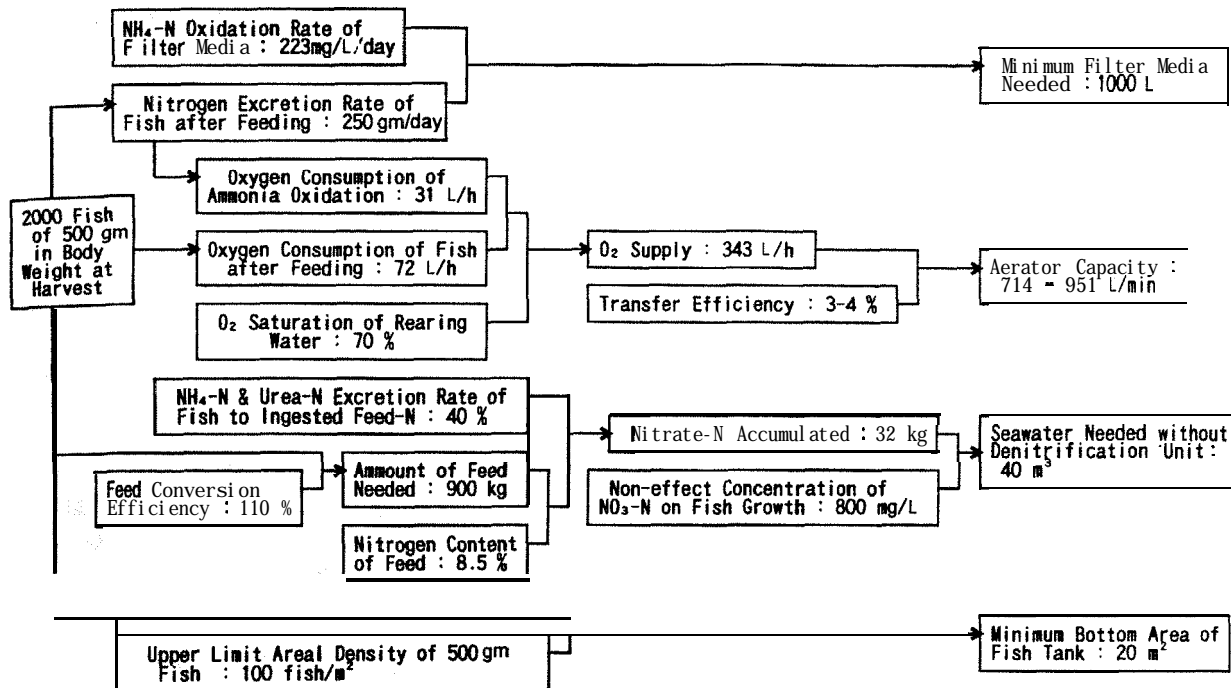 NH₄-N Oxidation Rate of
Filter Media : 223mg/L/day
Minimum Filter Media
Needed : 1000 L
Nitrogen Excretion Rate of
Fish after Feeding : 250 gm/day
Oxygen Consumption of
Ammonia Oxidation : 31 L/h
2000 Fish
of 500 gm
in Body
Weight at
Harvest
Oxygen Consumption of Fish
after Feeding : 72 L/h
O₂ Supply : 343 L/h
Aerator Capacity :
714 - 951 L/min
Transfer Efficiency : 3-4 %
O₂ Saturation of Rearing
Water : 70 %
NH₄-N & Urea-N Excretion Rate of
Fish to Ingested Feed-N : 40 %
Nitrate-N Accumulated : 32 kg
Seawater Needed without
Denitrification Unit:
40 m³
Feed Conversion
Efficiency : 110 %
Ammount of Feed
Needed : 900 kg
Non-effect Concentration of
NO₃-N on Fish Growth : 800 mg/L
Nitrogen Content
of Feed : 8.5 %
Upper Limit Areal Density of 500 gm
Fish : 100 fish/m²
Minimum Bottom Area of
Fish Tank : 20 m²